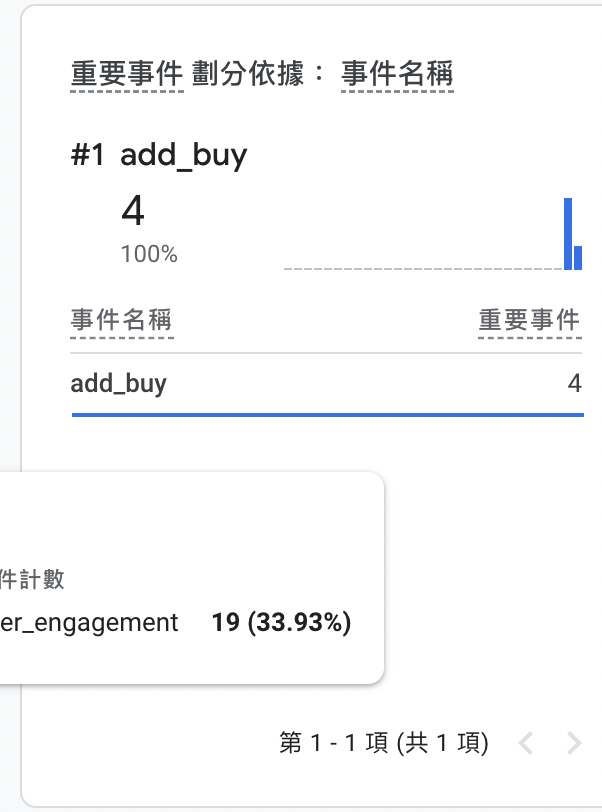 重要事件 劃分依據： 事件名稱
#1 add_buy
4
100%
事件名稱 重要事件
add_buy 4
件計數
er_engagement 19 (33.93%)
第 1 - 1 項 (共 1 項)